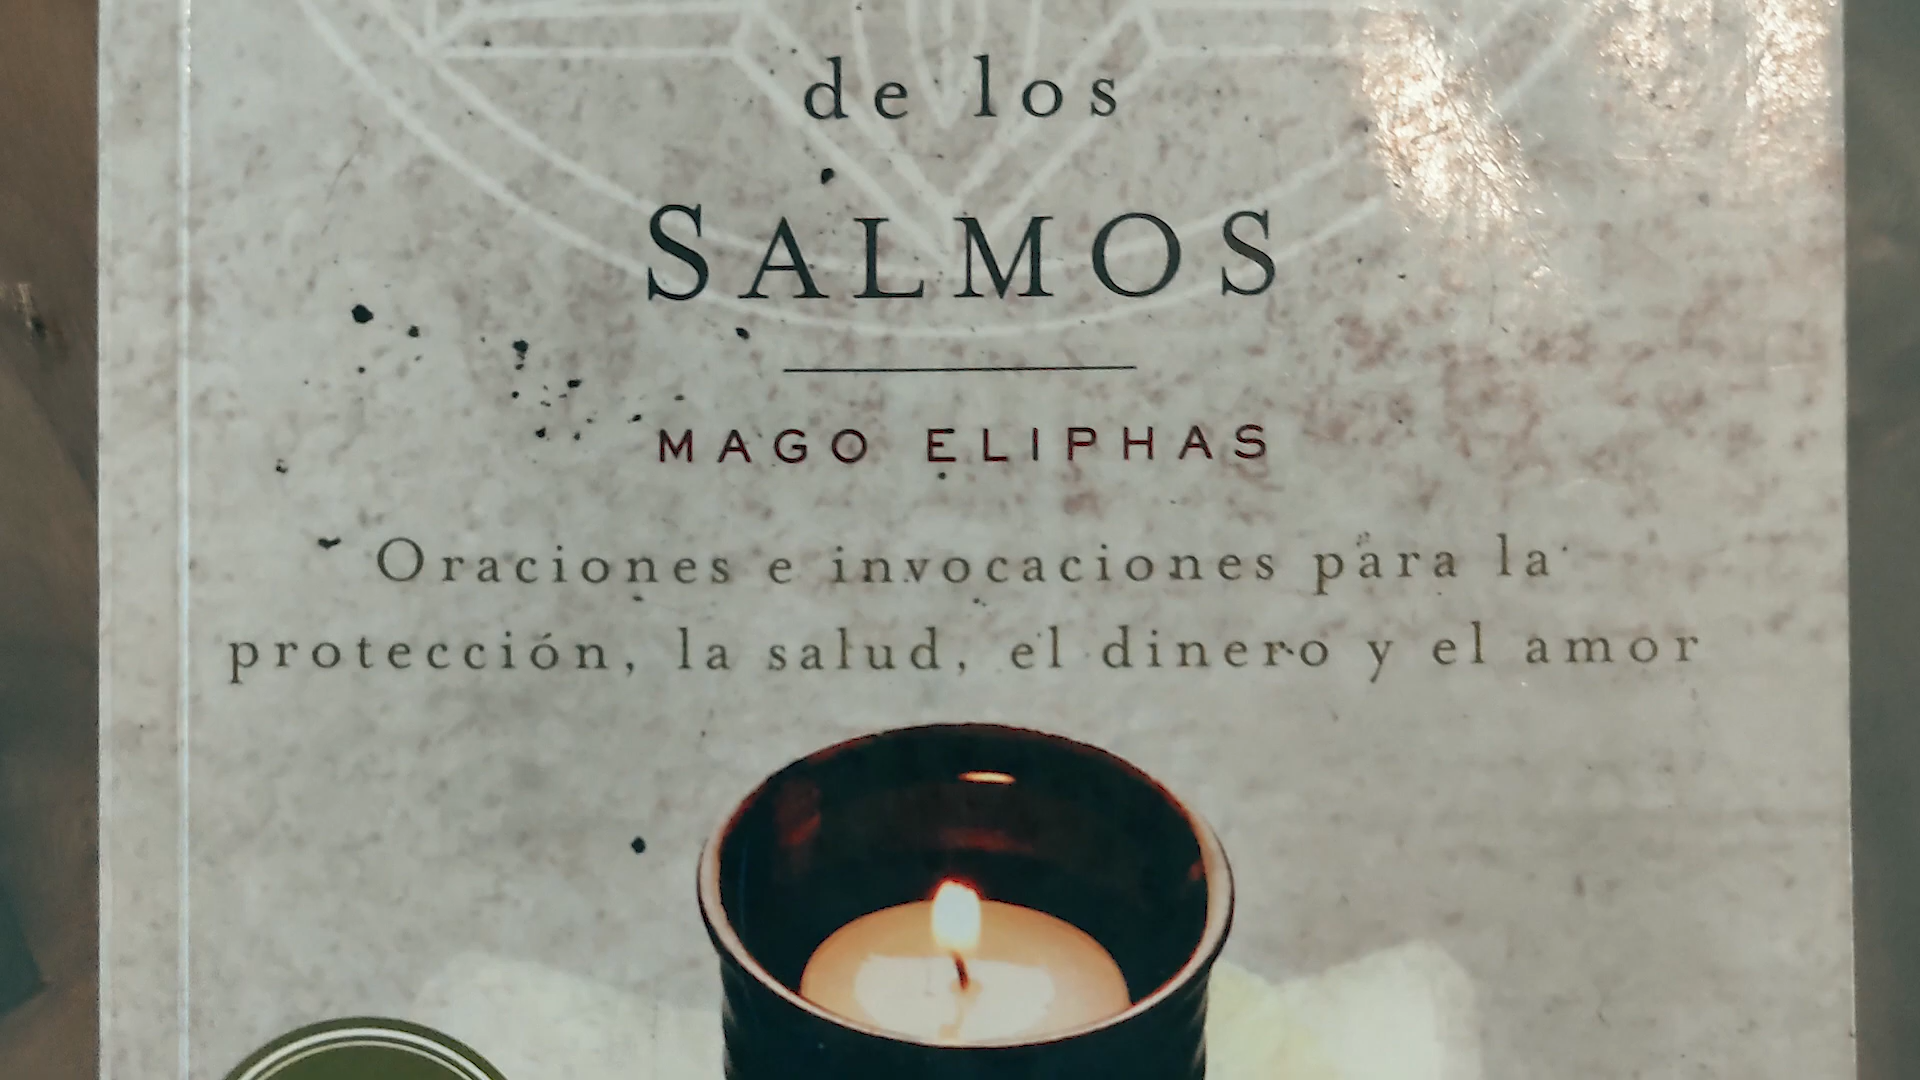 de los
SALMOS
MAGO ELIPHAS
Oraciones e invocaciones para la
protección, la salud, el dinero y el amor